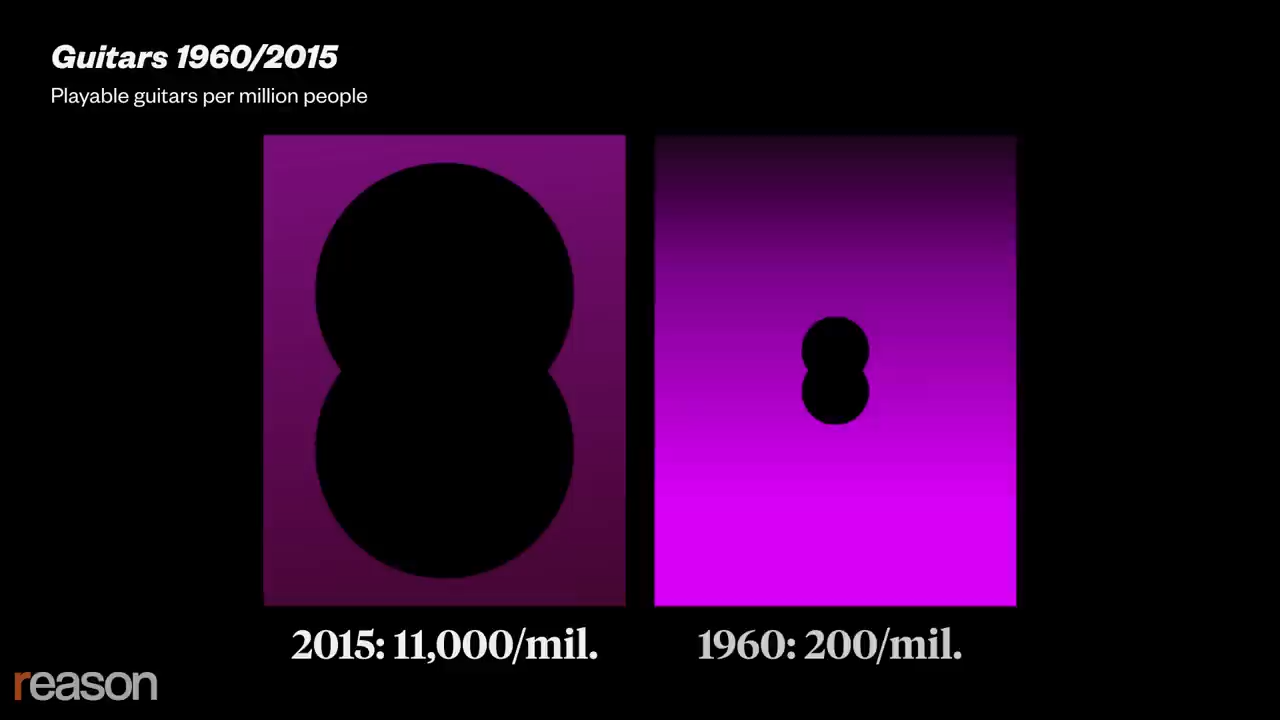 Guitars 1960/2015
Playable guitars per million people
2015: 11,000/mil.
1960: 200/mil.
reason